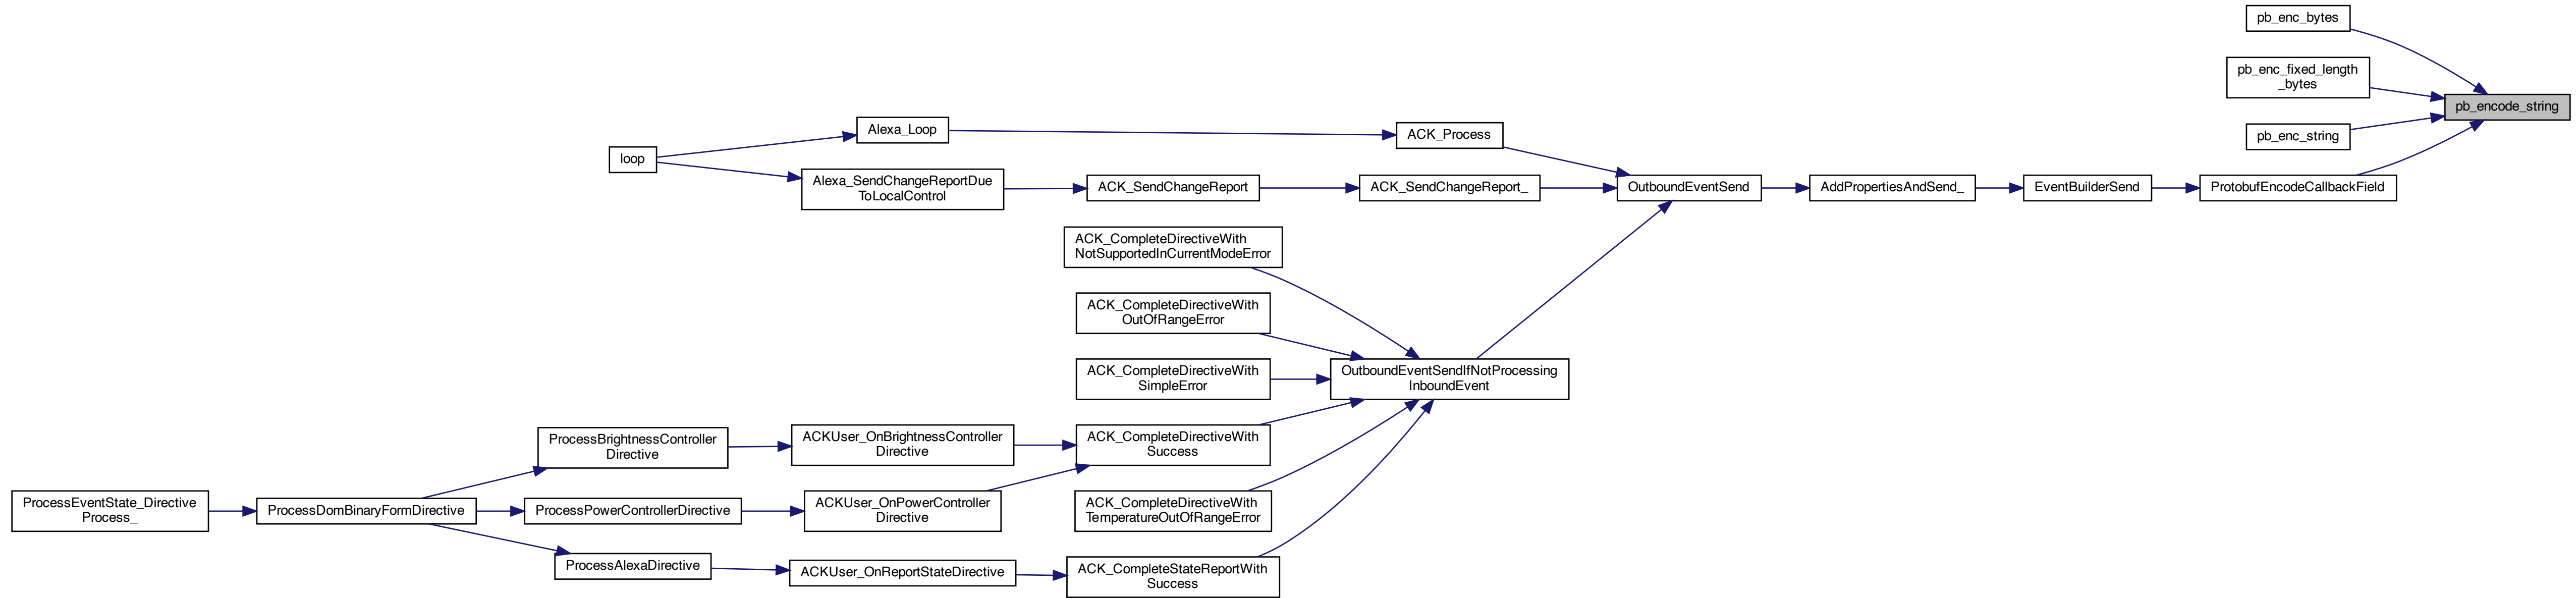 pb_enc_bytes
pb_enc_fixed_length
_bytes
pb_encode_string
pb_enc_string
Alexa_Loop
ACK_Process
loop
Alexa_SendChangeReportDue
ToLocalControl
ACK_SendChangeReport
ACK_SendChangeReport_
OutboundEventSend
AddPropertiesAndSend_
EventBuilderSend
ProtobufEncodeCallbackField
ACK_CompleteDirectiveWith
NotSupportedInCurrentModeError
ACK_CompleteDirectiveWith
OutOfRangeError
ACK_CompleteDirectiveWith
SimpleError
OutboundEventSendIfNotProcessing
InboundEvent
ProcessBrightnessController
Directive
ACKUser_OnBrightnessController
Directive
ACK_CompleteDirectiveWith
Success
ProcessEventState_Directive
Process_
ProcessDomBinaryFormDirective
ProcessPowerControllerDirective
ACKUser_OnPowerController
Directive
ACK_CompleteDirectiveWith
TemperatureOutOfRangeError
ProcessAlexaDirective
ACKUser_OnReportStateDirective
ACK_CompleteStateReportWith
Success